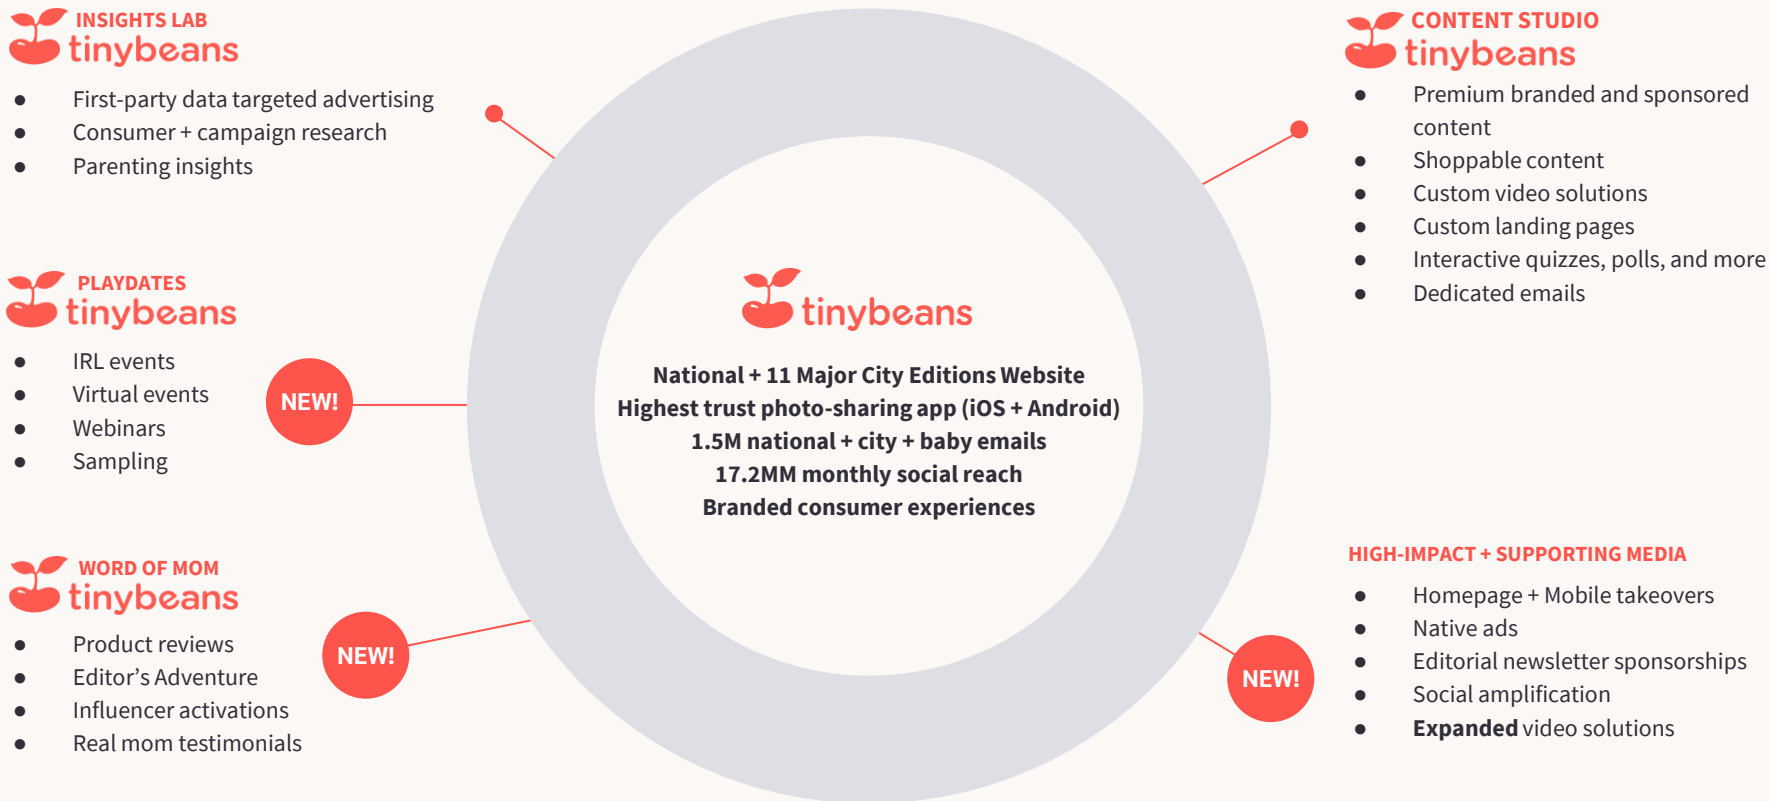 INSIGHTS LAB
tinybeans
● First-party data targeted advertising
● Consumer + campaign research
● Parenting insights
PLAYDATES
tinybeans
● IRL events
● Virtual events
● Webinars
● Sampling
NEW!
WORD OF MOM
tinybeans
● Product reviews
● Editor’s Adventure
● Influencer activations
● Real mom testimonials
NEW!
tinybeans
National + 11 Major City Editions Website
Highest trust photo-sharing app (iOS + Android)
1.5M national + city + baby emails
17.2MM monthly social reach
Branded consumer experiences
CONTENT STUDIO
tinybeans
● Premium branded and sponsored
content
● Shoppable content
● Custom video solutions
● Custom landing pages
● Interactive quizzes, polls, and more
● Dedicated emails
NEW!
HIGH-IMPACT + SUPPORTING MEDIA
● Homepage + Mobile takeovers
● Native ads
● Editorial newsletter sponsorships
● Social amplification
● Expanded video solutions